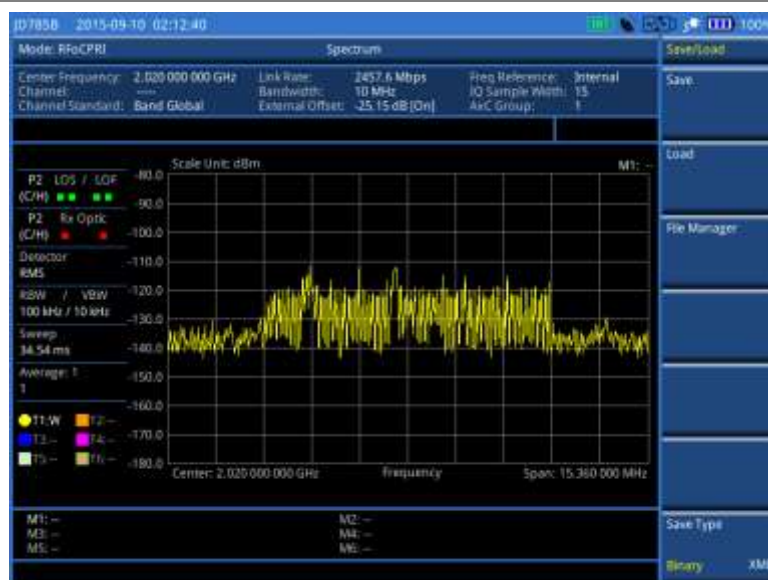 JD785B 2015-09-10 02:12:40
100%
Mode: RFoCPRI Spectrum Save/Load
Center Frequency: 2.020 000 000 GHz Link Rate: 2457.6 Mbps Freq Reference: Internal
Channel: ---- Bandwidth: 10 MHz IQ Sample Width: 15
Channel Standard: Band Global External Offset: -25.15 dB [On] AxC Group: 1
Save
Load
File Manager
Scale Unit: dBm M1: --
P2 LOS / LOF
(C/H)
P2 Rx Optic
(C/H)
Detector
RMS
RBW / VBW
100 kHz / 10 kHz
Sweep
34.54 ms
Average: 1
1
T1:W T2:--
T3:-- T4:--
T5:-- T6:--
-80.0
-90.0
-100.0
-110.0
-120.0
-130.0
-140.0
-150.0
-160.0
-170.0
-180.0
Center: 2.020 000 000 GHz Frequency Span: 15.360 000 MHz
M1: -- M2: --
M3: -- M4: --
M5: -- M6: --
Save Type
Binary